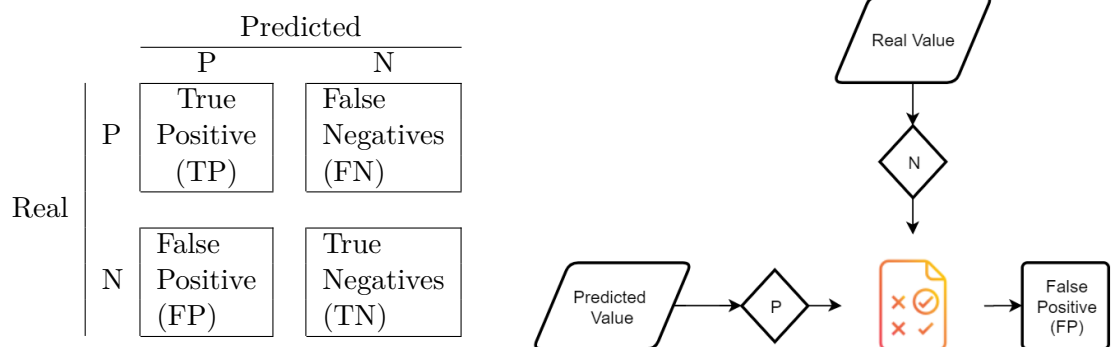 Predicted
P N
True
Positive
(TP)
False
Negatives
(FN)
P
Real
False
Positive
(FP)
True
Negatives
(TN)
N
Real Value
N
Predicted
Value
P
False
Positive
(FP)